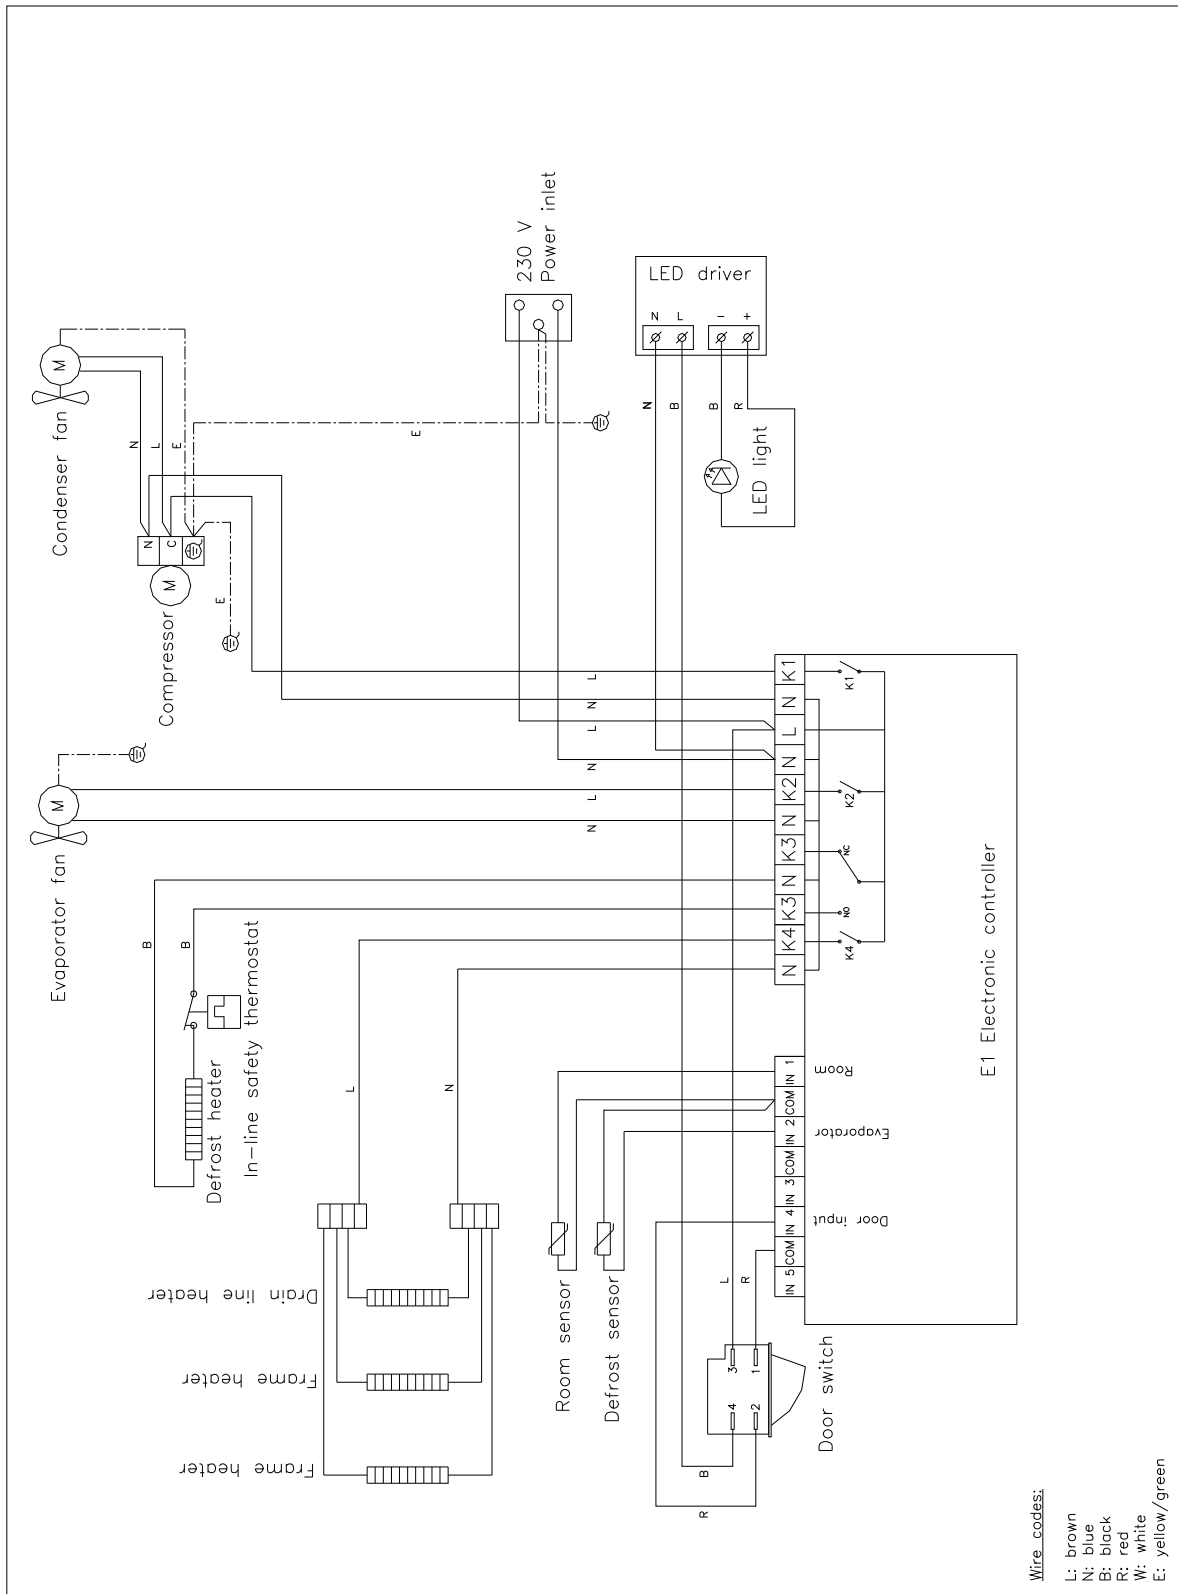 Condenser fan
M
N
L
E
N
C
M
Compressor
E
E
230 V
Power inlet
LED driver
N
L
−
+
N
B
B
R
LED light
Evaporator fan
M
L
N
L
N
L
N
B
B
In-line safety thermostat
Defrost heater
L
N
Drain line heater
Frame heater
Frame heater
K1
N
L
N
K2
N
K3
N
K3
K4
N
K1
K2
NC
NO
K4
E1 Electronic controller
IN 1
COM
IN 2
COM
IN 3
IN 4
COM
IN 5
Room
Evaporator
Door input
Room sensor
Defrost sensor
L
R
3
1
4
2
B
R
Door switch
Wire codes:
L: brown
N: blue
B: black
R: red
W: white
E: yellow/green